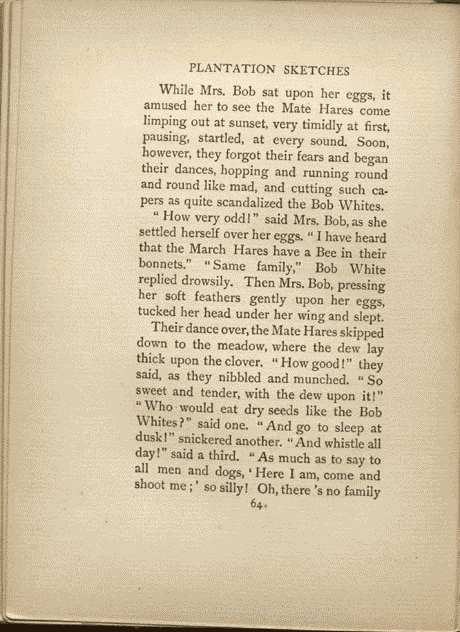 PLANTATION SKETCHES
While Mrs. Bob sat upon her eggs, it
amused her to see the Mate Hares come
limping out at sunset, very timidly at first,
pausing, startled, at every sound. Soon,
however, they forgot their fears and began
their dances, hopping and running round
and round like mad, and cutting such ca-
pers as quite scandalized the Bob Whites.
"How very odd!" said Mrs. Bob, as she
settled herself over her eggs. "I have heard
that the March Hares have a Bee in their
bonnets." "Same family," Bob White
replied drowsily. Then Mrs. Bob, pressing
her soft feathers gently upon her eggs,
tucked her head under her wing and slept.
Their dance over, the Mate Hares skipped
down to the meadow, where the dew lay
thick upon the clover. "How good!" they
said, as they nibbled and munched. "So
sweet and tender, with the dew upon it!"
"Who would eat dry seeds like the Bob
Whites?" said one. "And go to sleep at
dusk!" snickered another. "And whistle all
day!" said a third. "As much as to say to
all men and dogs, 'Here I am, come and
shoot me;' so silly! Oh, there 's no family
64.